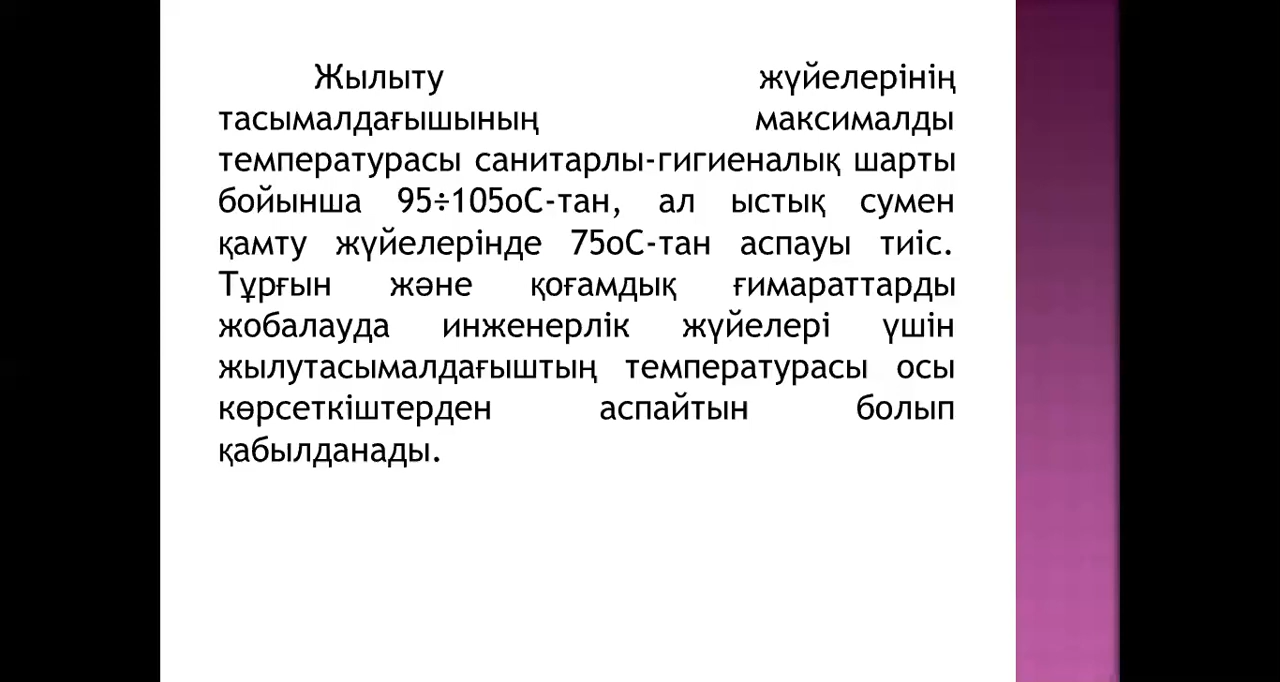 Жылыту жүйелерінің
тасымалдағышының максималды
температурасы санитарлы-гигиеналық шарты
бойынша 95÷105оС-тан, ал ыстық сумен
қамту жүйелерінде 75оС-тан аспауы тиіс.
Тұрғын және қоғамдық ғимараттарды
жобалауда инженерлік жүйелері үшін
жылутасымалдағыштың температурасы осы
көрсеткіштерден аспайтын болып
қабылданады.